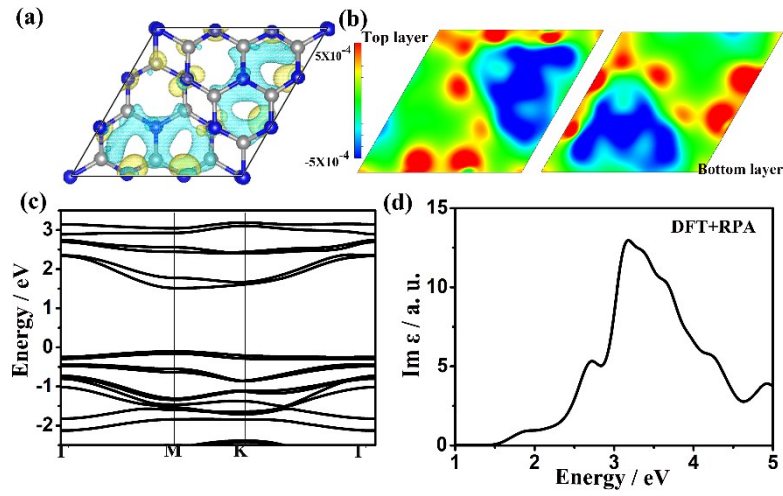 (a)
(b)
5X10⁻⁴
Top layer
-5X10⁻⁴
Bottom layer
(c)
Energy / eV
3
2
1
0
-1
-2
Γ
M
K
Γ
(d)
DFT+RPA
Im ε / a. u.
15
10
5
0
1
2
3
4
5
Energy / eV